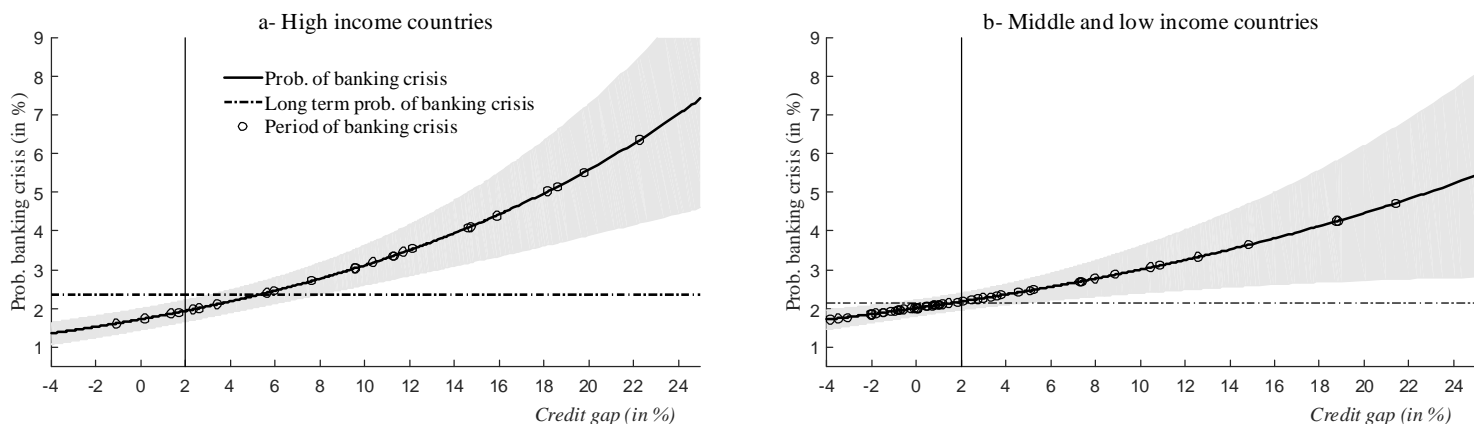 a- High income countries
Prob. banking crisis (in %)
9
8
7
6
5
4
3
2
1
Prob. of banking crisis
Long term prob. of banking crisis
Period of banking crisis
-4 -2 0 2 4 6 8 10 12 14 16 18 20 22 24
Credit gap (in %)
b- Middle and low income countries
Prob. banking crisis (in %)
9
8
7
6
5
4
3
2
1
-4 -2 0 2 4 6 8 10 12 14 16 18 20 22 24
Credit gap (in %)